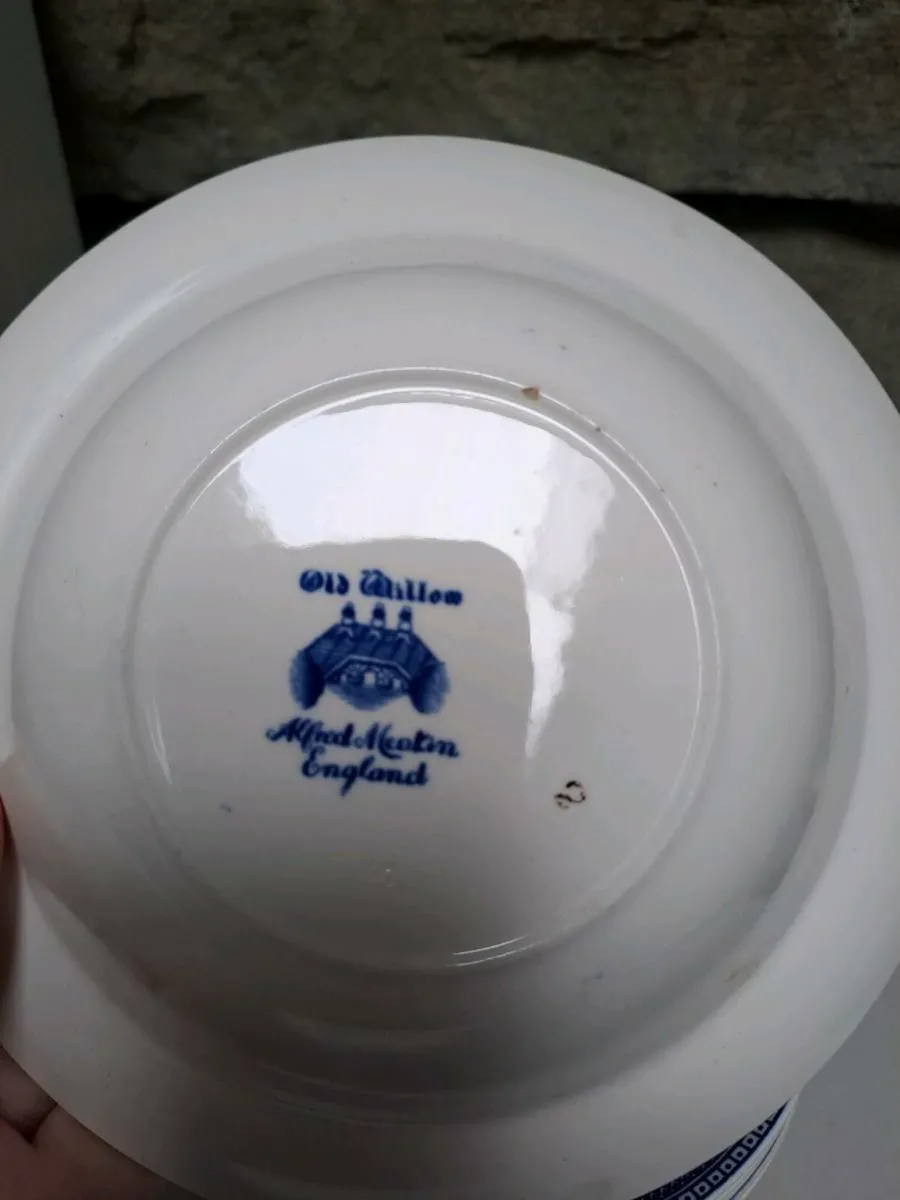 Old Willow
Alfred Meakin
England